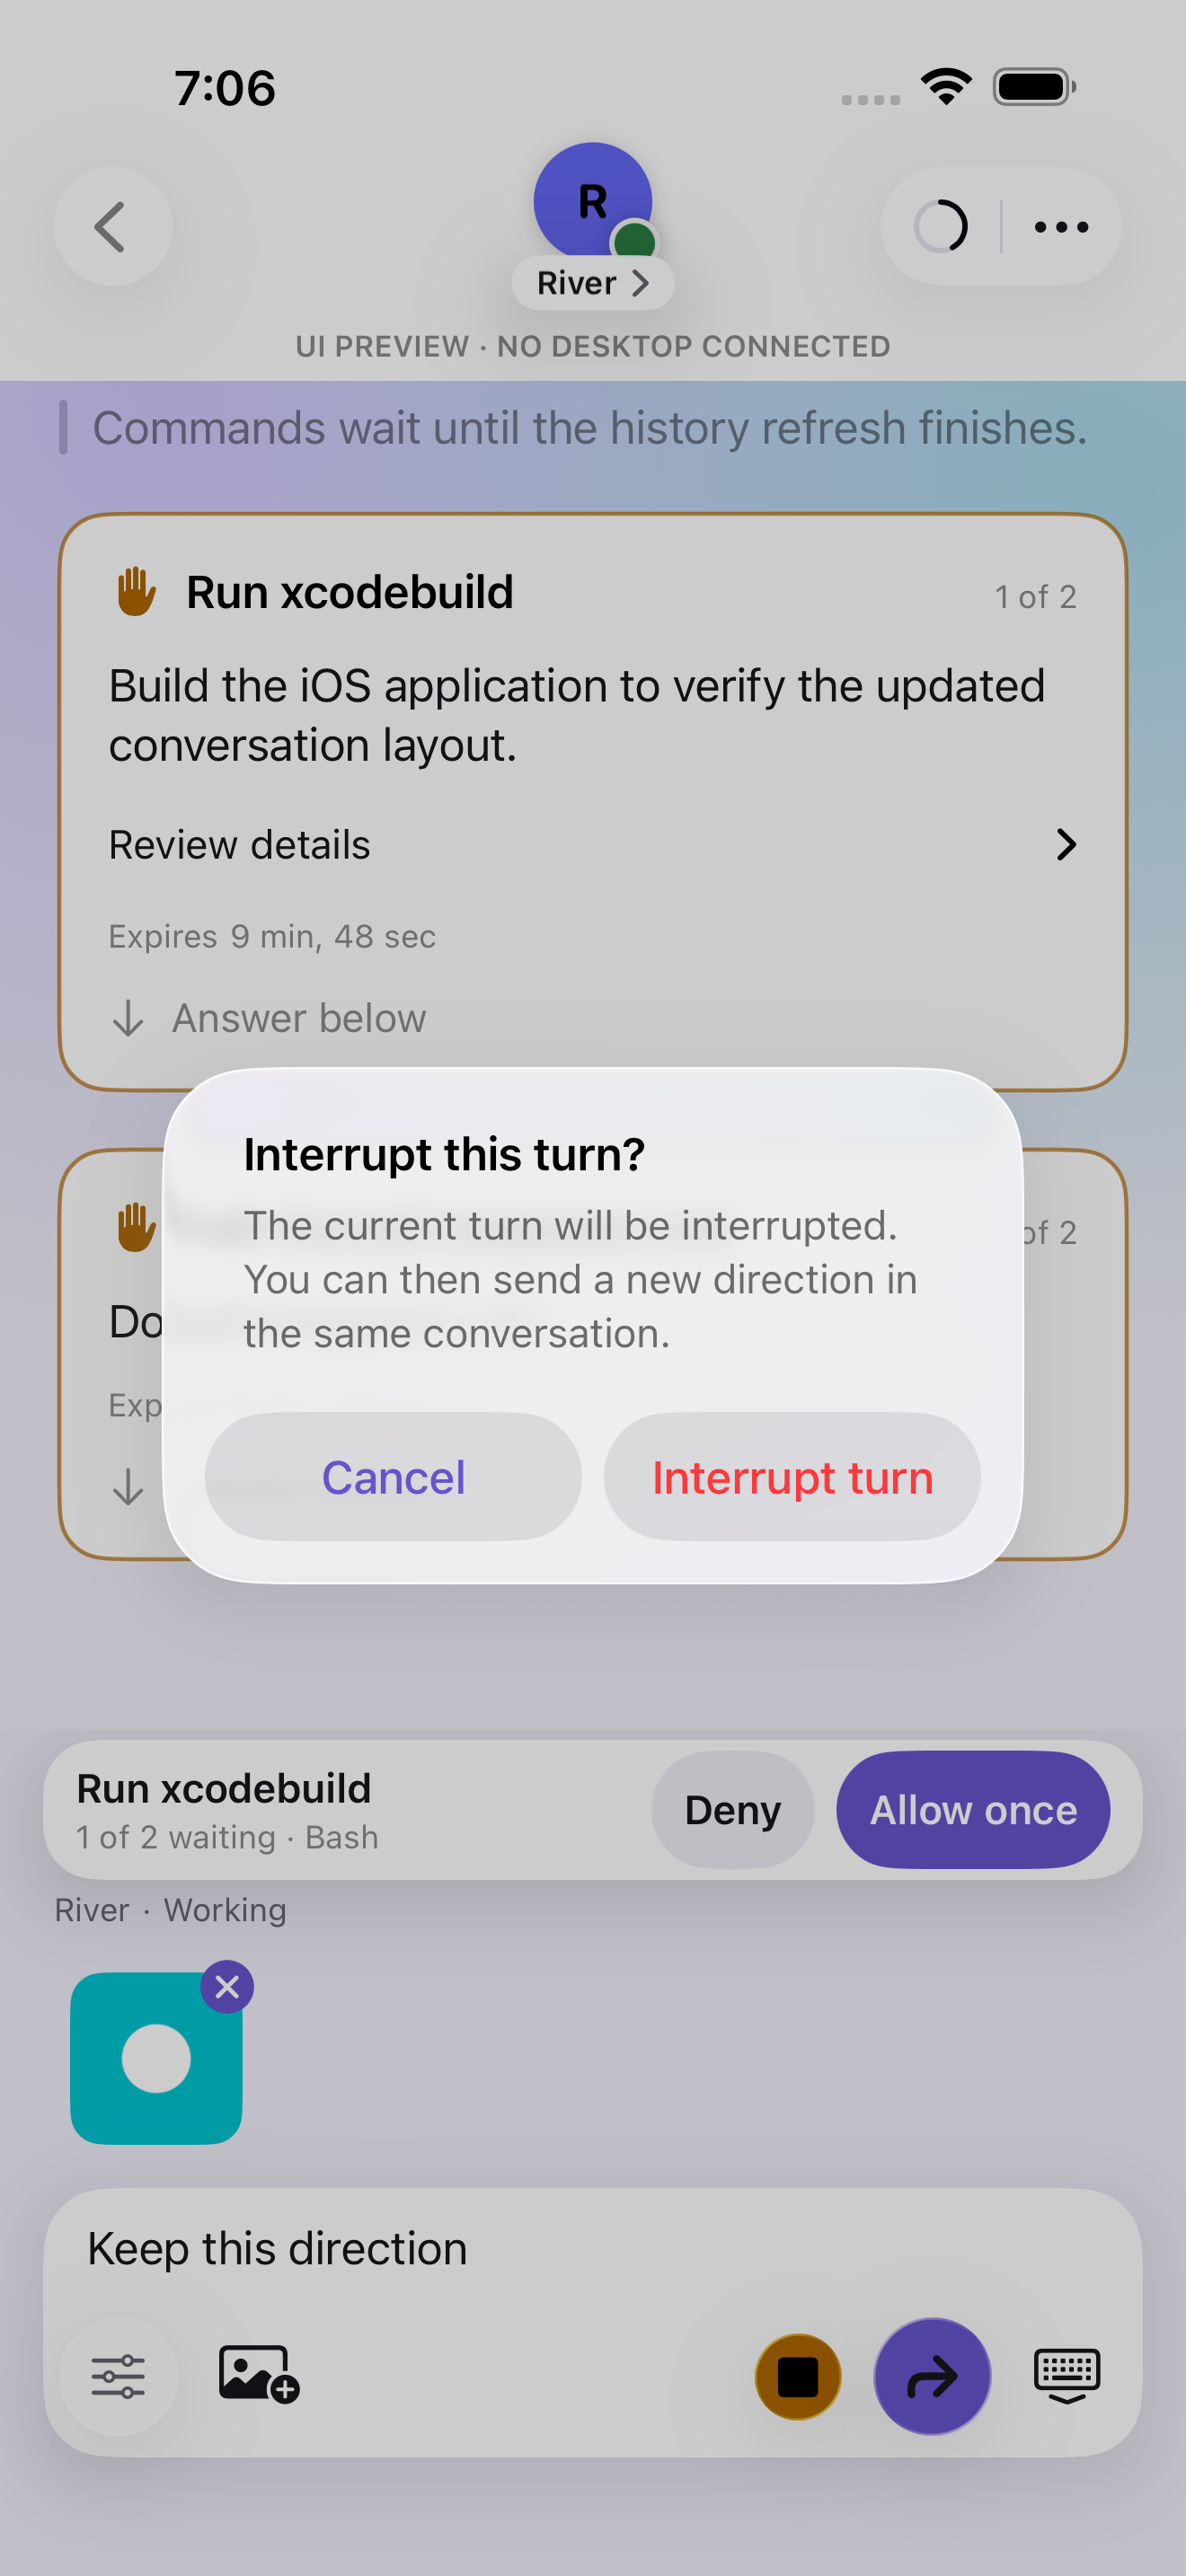 7:06
R
River
UI PREVIEW · NO DESKTOP CONNECTED
Commands wait until the history refresh finishes.
Run xcodebuild
1 of 2
Build the iOS application to verify the updated
conversation layout.
Review details
Expires 9 min, 48 sec
Answer below
Interrupt this turn?
The current turn will be interrupted.
You can then send a new direction in
the same conversation.
Cancel
Interrupt turn
of 2
Run xcodebuild
1 of 2 waiting · Bash
Deny
Allow once
River · Working
Keep this direction